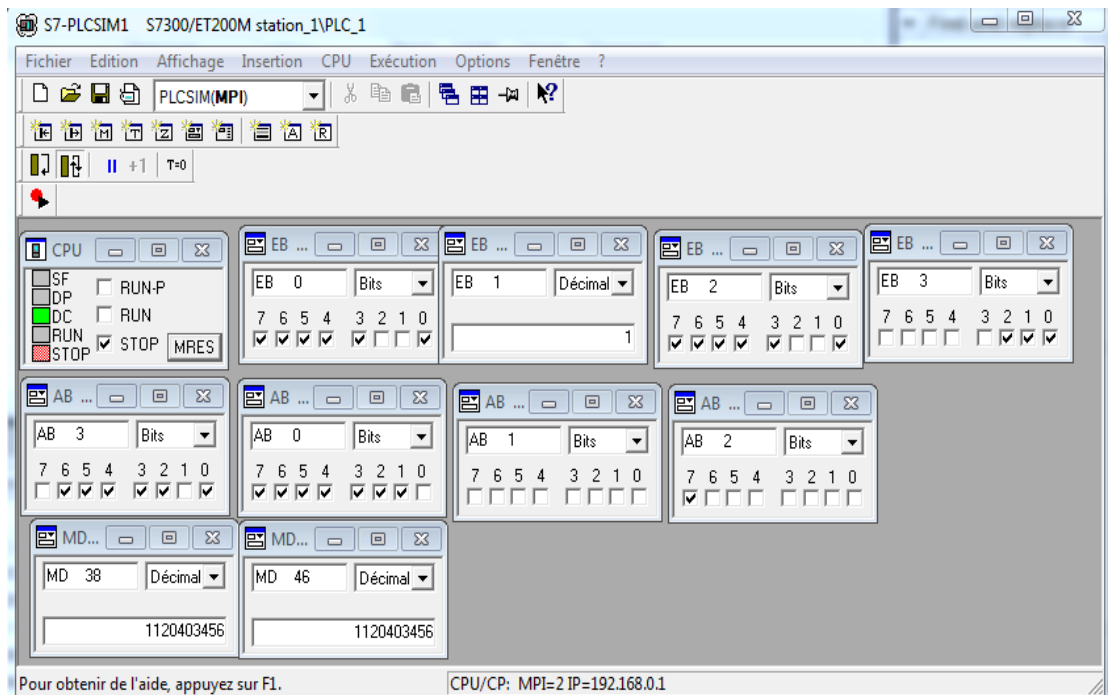 S7-PLCSIM1 S7300/ET200M station_1\PLC_1
Fichier Edition Affichage Insertion CPU Exécution Options Fenêtre ?
PLCSIM(MPI)
+1 T=0
CPU
SF
DP
DC
RUN
STOP
RUN-P
RUN
STOP MRES
EB ...
EB 0 Bits
7 6 5 4 3 2 1 0
EB ...
EB 1 Décimal
1
EB ...
EB 2 Bits
7 6 5 4 3 2 1 0
EB ...
EB 3 Bits
7 6 5 4 3 2 1 0
AB ...
AB 3 Bits
7 6 5 4 3 2 1 0
AB ...
AB 0 Bits
7 6 5 4 3 2 1 0
AB ...
AB 1 Bits
7 6 5 4 3 2 1 0
AB ...
AB 2 Bits
7 6 5 4 3 2 1 0
MD...
MD 38 Décimal
1120403456
MD...
MD 46 Décimal
1120403456
Pour obtenir de l'aide, appuyez sur F1. CPU/CP: MPI=2 IP=192.168.0.1